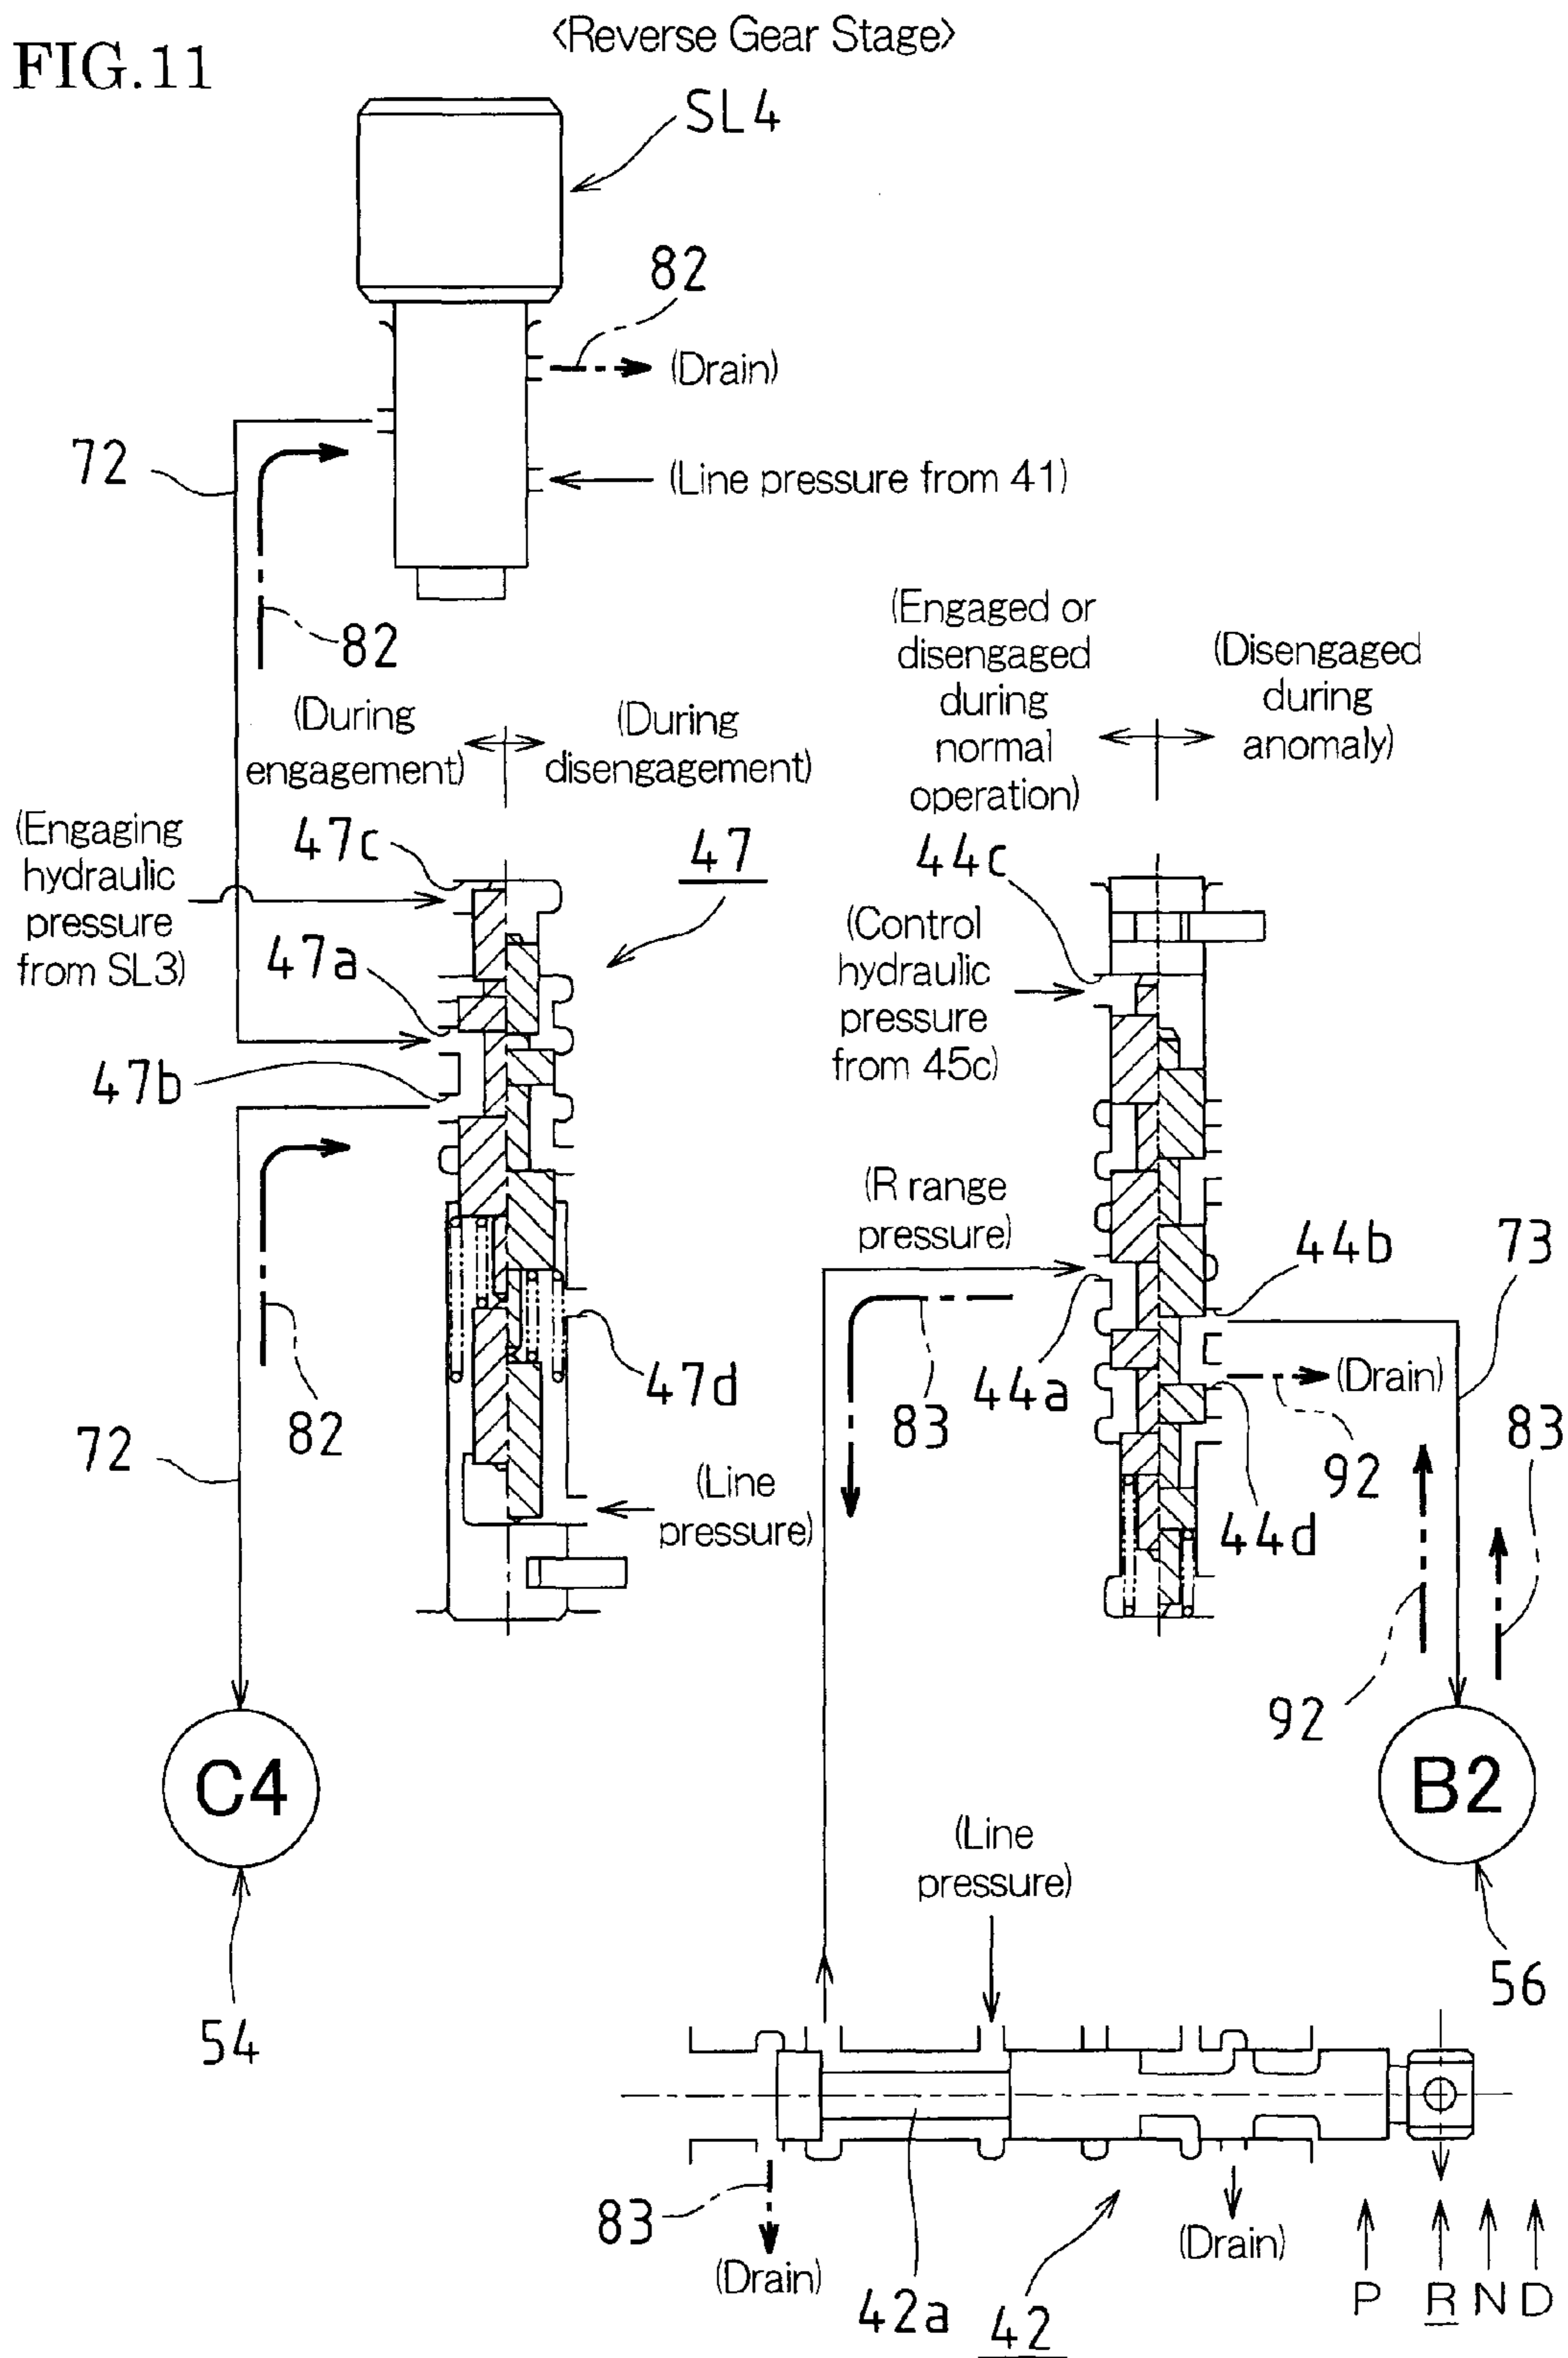 <Reverse Gear Stage>
FIG.11
SL4
82
(Drain)
72
(Line pressure from 41)
82
(Engaged or
disengaged
during
normal
operation)
(Disengaged
during
anomaly)
(During
engagement)
(During
disengagement)
(Engaging
hydraulic
pressure
from SL3)
47c
47
44c
47a
(Control
hydraulic
pressure
from 45c)
47b
(R range
pressure)
44b
73
47d
44a
(Drain)
83
82
72
92
83
(Line
pressure)
44d
92
C4
B2
(Line
pressure)
54
56
83
(Drain)
(Drain)
42a
42
P
R
N
D